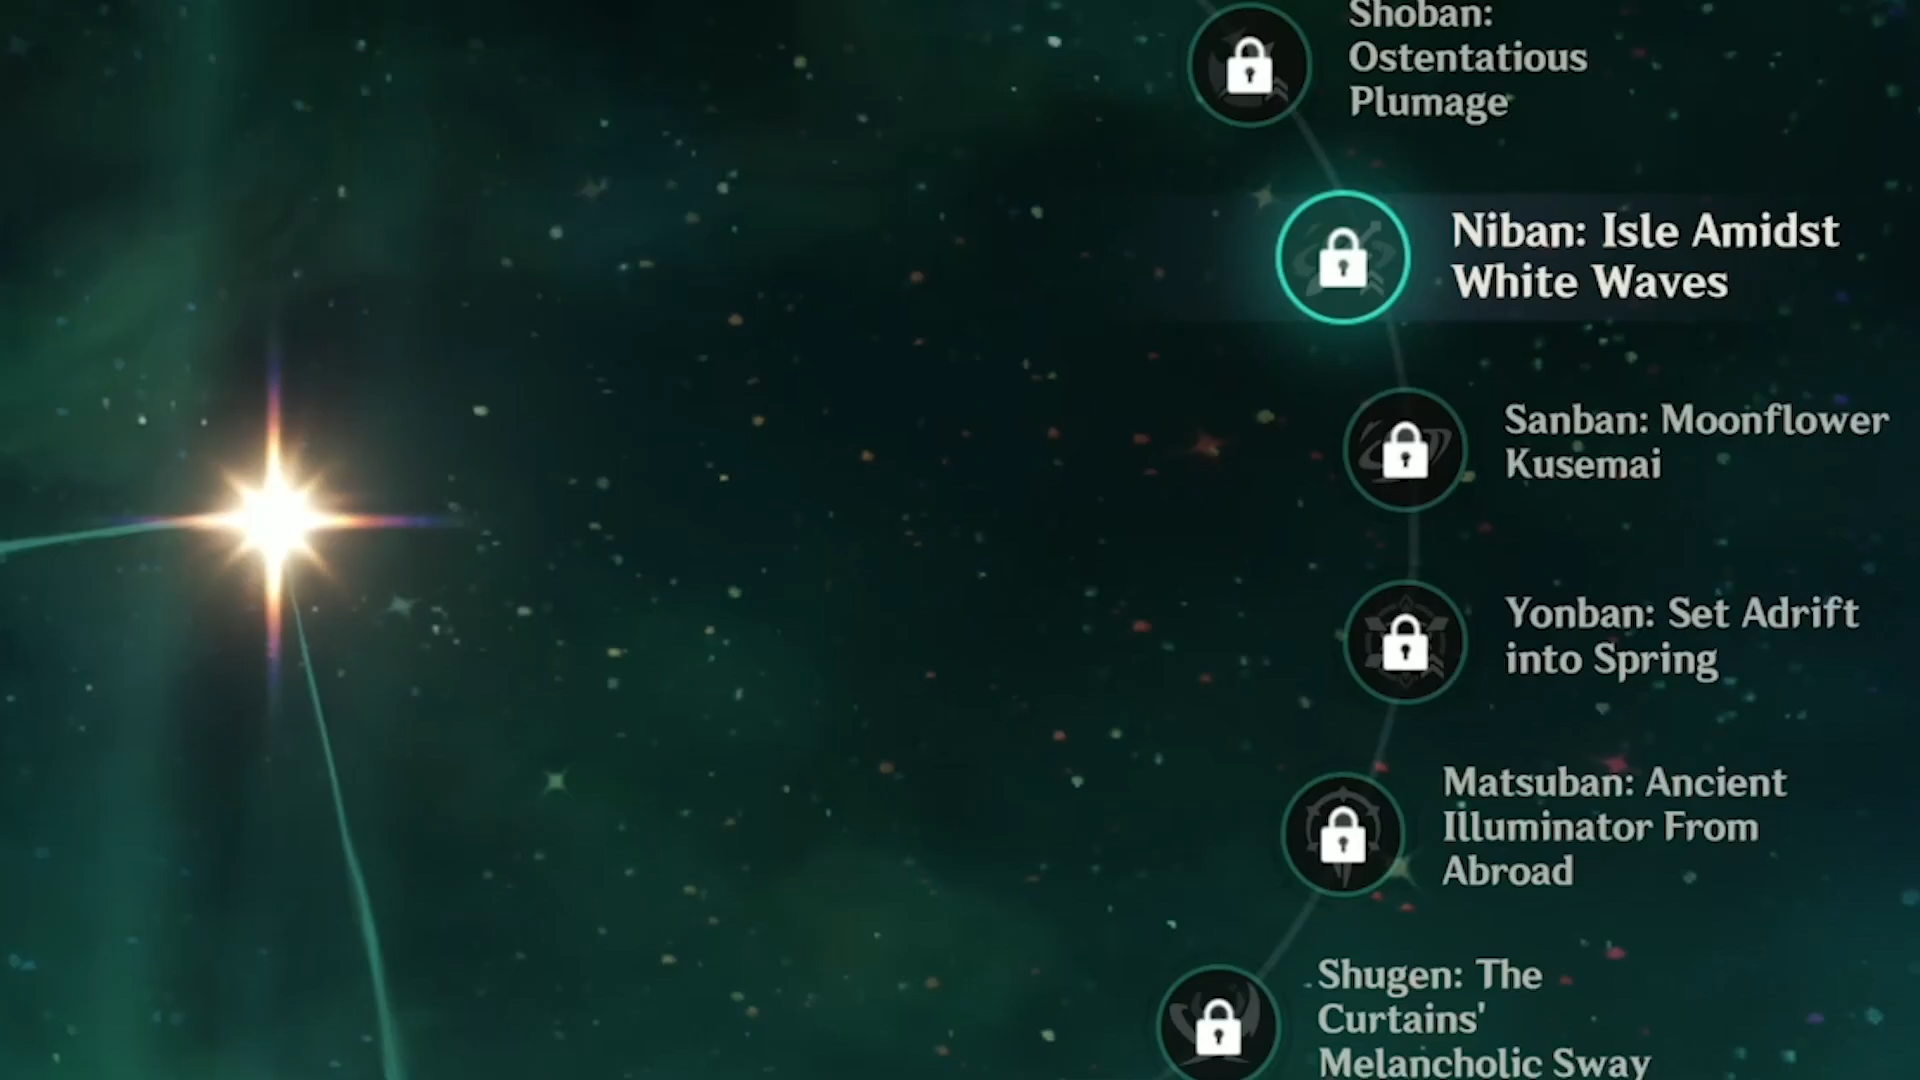 Shoban:
Ostentatious
Plumage
Niban: Isle Amidst
White Waves
Sanban: Moonflower
Kusemai
Yonban: Set Adrift
into Spring
Matsuban: Ancient
Illuminator From
Abroad
Shugen: The
Curtains'
Melancholic Sway